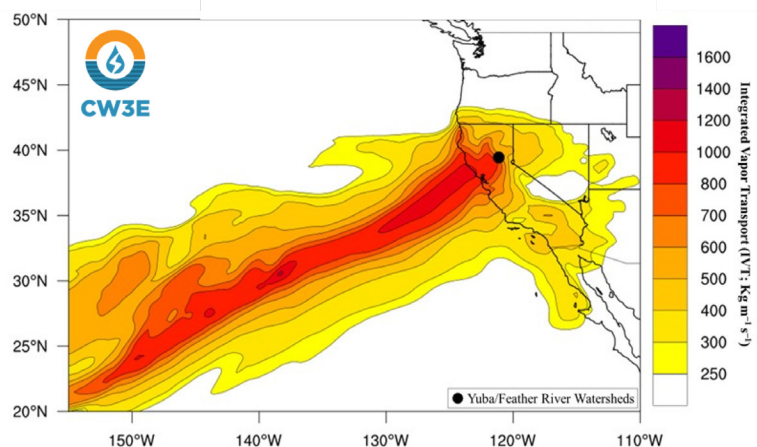 50°N
45°N
40°N
35°N
30°N
25°N
20°N
150°W
140°W
130°W
120°W
110°W
CW3E
Yuba/Feather River Watersheds
1600
1400
1200
1000
800
700
600
500
400
300
250
Integrated Vapor Transport (IVT; Kg m⁻¹ s⁻¹)